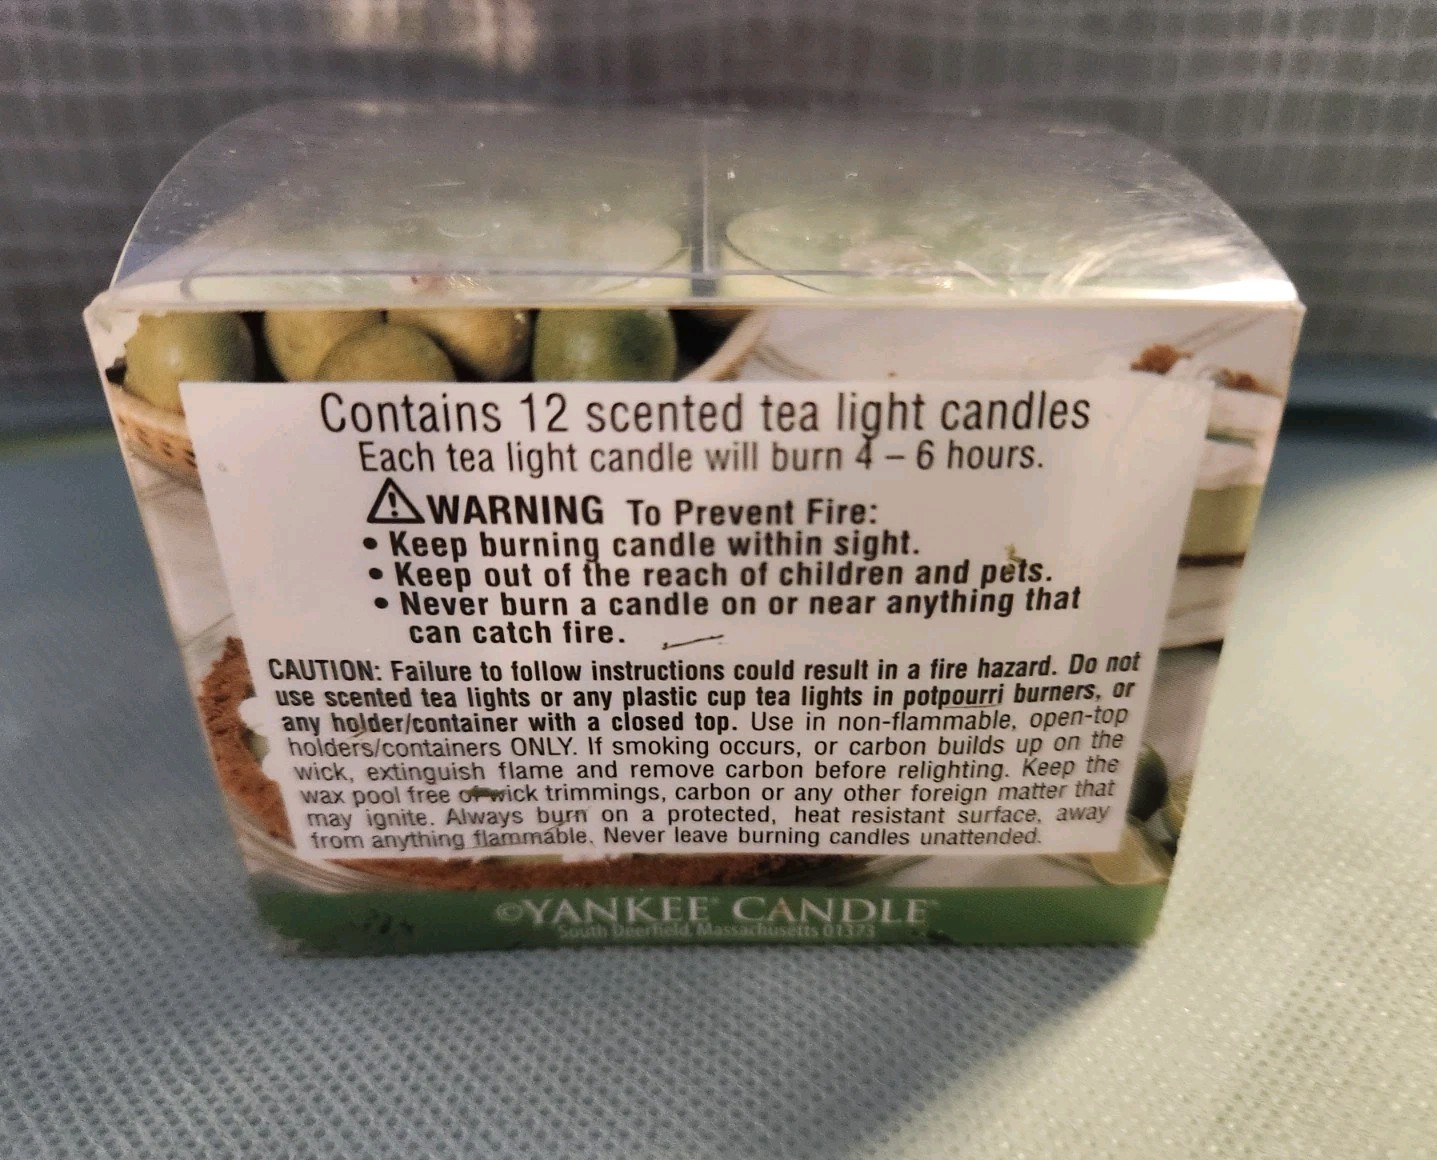 Contains 12 scented tea light candles
Each tea light candle will burn 4 – 6 hours.
⚠WARNING To Prevent Fire:
• Keep burning candle within sight.
• Keep out of the reach of children and pets.
• Never burn a candle on or near anything that
can catch fire.
CAUTION: Failure to follow instructions could result in a fire hazard. Do not
use scented tea lights or any plastic cup tea lights in potpourri burners, or
any holder/container with a closed top. Use in non-flammable, open-top
holders/containers ONLY. If smoking occurs, or carbon builds up on the
wick, extinguish flame and remove carbon before relighting. Keep the
wax pool free of wick trimmings, carbon or any other foreign matter that
may ignite. Always burn on a protected, heat resistant surface, away
from anything flammable. Never leave burning candles unattended.
©YANKEE® CANDLE™
South Deerfield, Massachusetts 01373